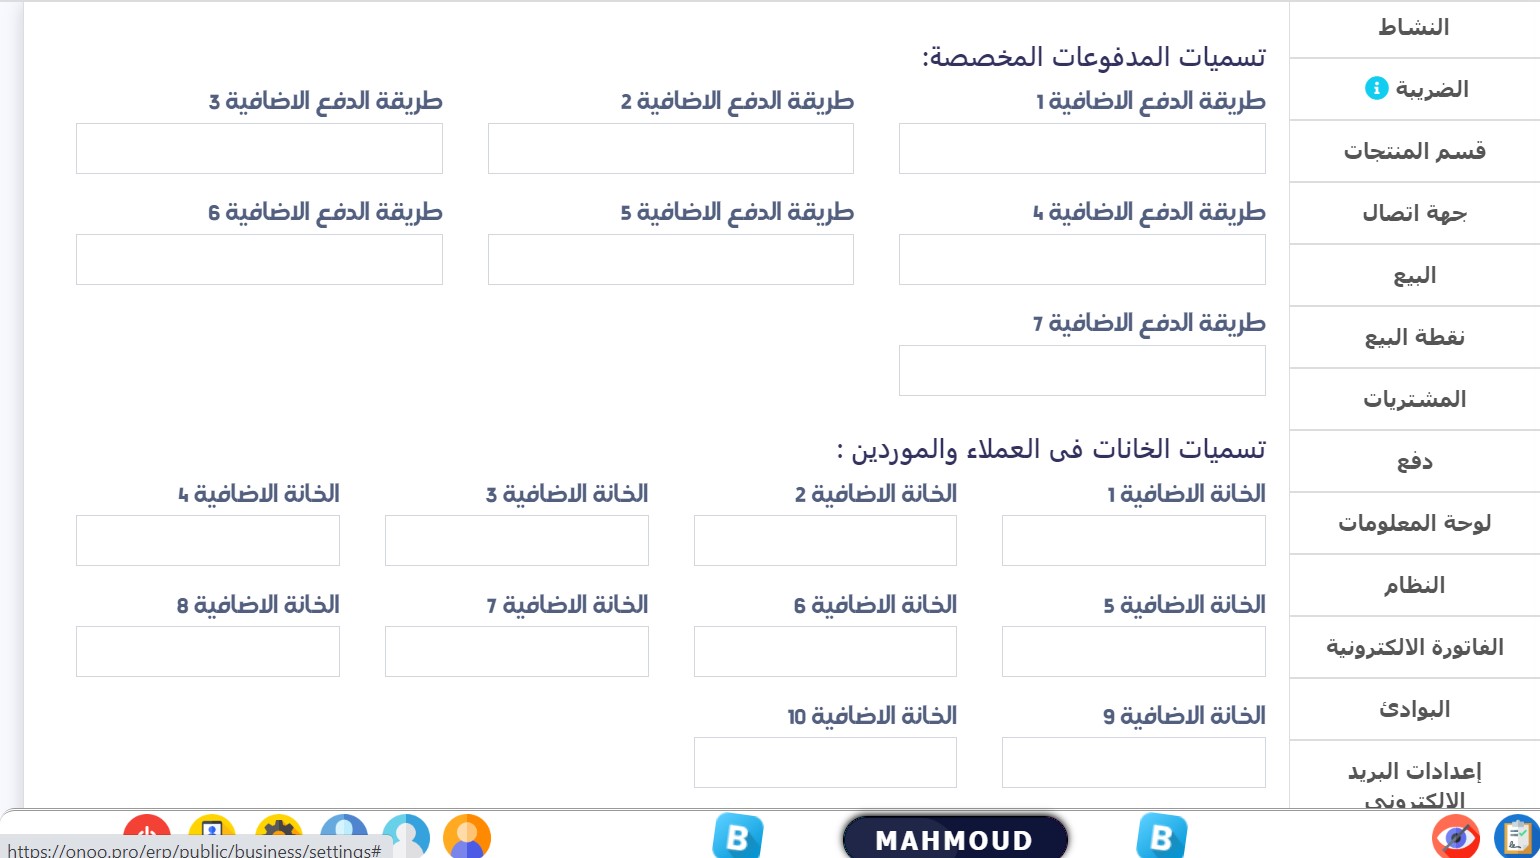 النشاط
الضريبة
قسم المنتجات
جهة اتصال
البيع
نقطة البيع
المشتريات
دفع
لوحة المعلومات
النظام
الفاتورة الالكترونية
البوادئ
إعدادات البريد
الالكتروني
تسميات المدفوعات المخصصة:
طريقة الدفع الاضافية 1
طريقة الدفع الاضافية 2
طريقة الدفع الاضافية 3
طريقة الدفع الاضافية 4
طريقة الدفع الاضافية 5
طريقة الدفع الاضافية 6
طريقة الدفع الاضافية 7
تسميات الخانات فى العملاء والموردين :
الخانة الاضافية 1
الخانة الاضافية 2
الخانة الاضافية 3
الخانة الاضافية 4
الخانة الاضافية 5
الخانة الاضافية 6
الخانة الاضافية 7
الخانة الاضافية 8
الخانة الاضافية 9
الخانة الاضافية 10
B
MAHMOUD
B
https://onoo.pro/erp/public/business/settings#